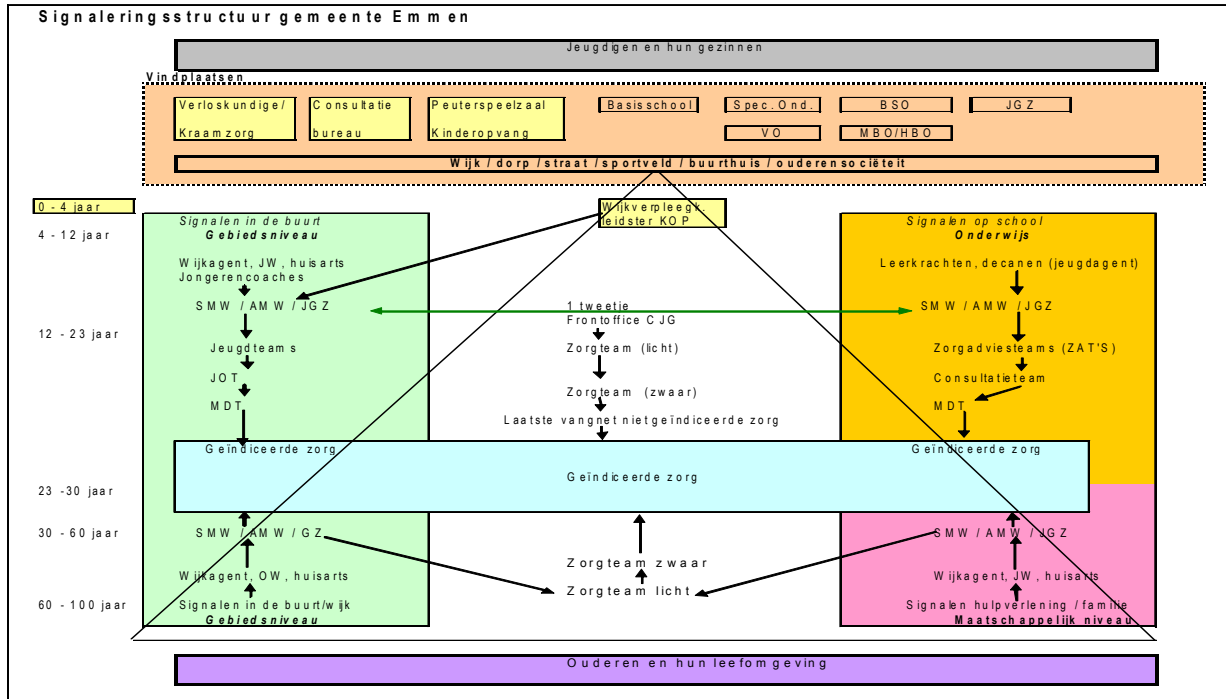 Signaleringsstructuur gemeente Emmen
Jeugdigen en hun gezinnen
Vindplaatsen
Verloskundige/
Kraamzorg
Consultatie
bureau
Peuterspeelzaal
Kinderopvang
Basisschool
Spec.Ond.
BSO
JGZ
VO
MBO/HBO
Wijk / dorp /straat /sportveld / buurthuis / ouderensociëteit
0 - 4 jaar
4 - 12 jaar
12 - 23 jaar
23 -30 jaar
30 - 60 jaar
60 - 100 jaar
Signalen in de buurt
Gebiedsniveau
Wijkagent, JW, huisarts
Jongerencoaches
SMW / AMW / JGZ
Jeugdteams
JOT
MDT
Geïndiceerde zorg
Wijkverpleegk.
leidster KOP
1 tweetje
Frontoffice CJG
Zorgteam (licht)
Zorgteam (zwaar)
Laatste vangnet niet geïndiceerde zorg
Geïndiceerde zorg
Signalen op school
Onderwijs
Leerkrachten, decanen (jeugdagent)
SMW / AMW / JGZ
Zorgadviesteams (ZAT'S)
Consultatieteam
MDT
Geïndiceerde zorg
SMW / AMW / GZ
Wijkagent, OW, huisarts
Signalen in de buurt/wijk
Gebiedsniveau
Zorgteam zwaar
Zorgteam licht
SMW / AMW / JGZ
Wijkagent, JW, huisarts
Signalen hulpverlening / familie
Maatschappelijk niveau
Ouderen en hun leefomgeving